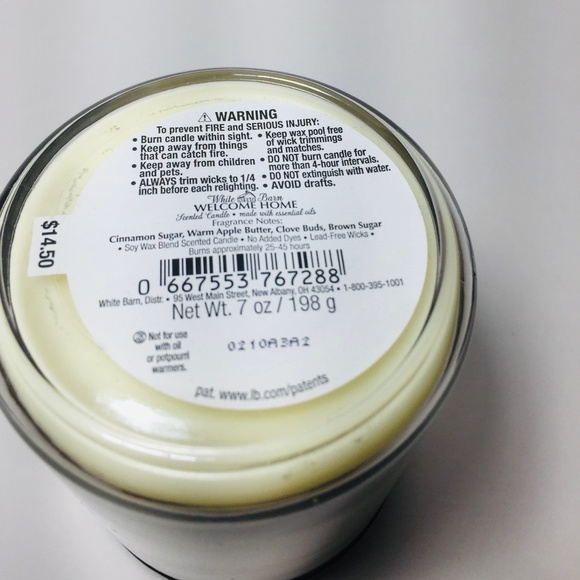 ⚠ WARNING
To prevent FIRE and SERIOUS INJURY:
• Burn candle within sight.
• Keep away from things
that can catch fire.
• Keep away from children
and pets.
• ALWAYS trim wicks to 1/4
inch before each relighting.
• Keep wax pool free
of wick trimmings
and matches.
• DO NOT burn candle for
more than 4-hour intervals.
• DO NOT extinguish with water.
• AVOID drafts.
White Barn
WELCOME HOME
Scented Candle • made with essential oils
Fragrance Notes:
Cinnamon Sugar, Warm Apple Butter, Clove Buds, Brown Sugar
• Soy Wax Blend Scented Candle • No Added Dyes • Lead-Free Wicks •
Burns approximately 25-45 hours
$14.50
0 667553 767288
White Barn, Distr. • 95 West Main Street, New Albany, OH 43054 • 1-800-395-1001
Net Wt. 7 oz / 198 g
Not for use
with oil
or potpourri
warmers.
0210A3A2
pat. www.lb.com/patents